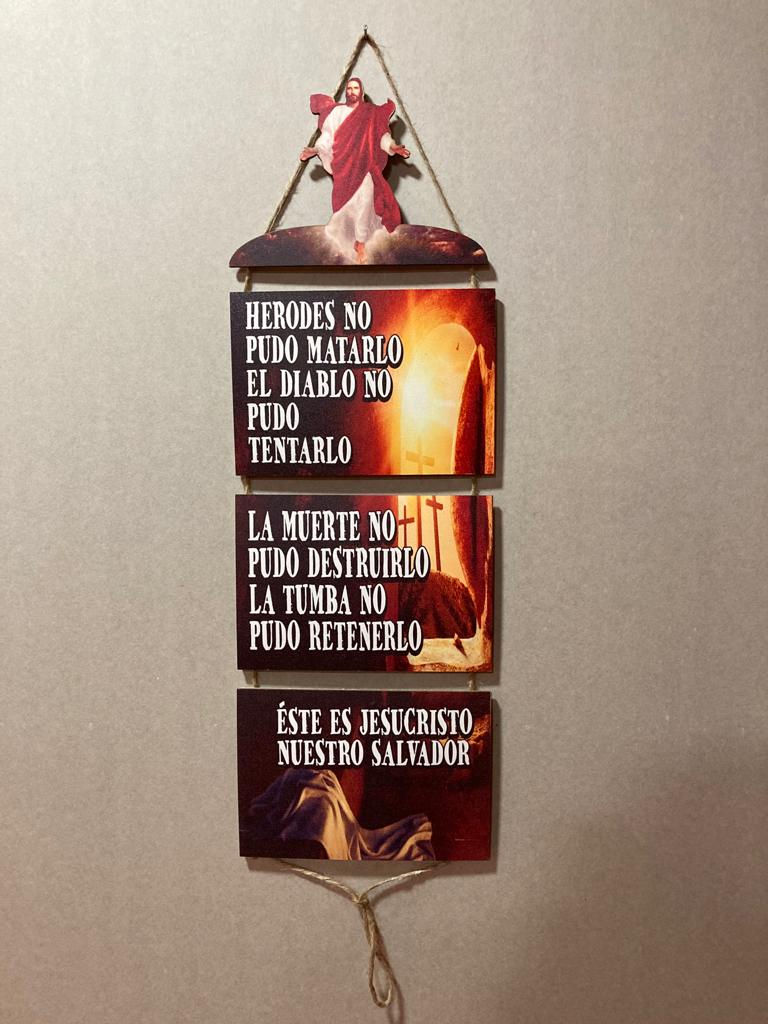 HERODES NO
PUDO MATARLO
EL DIABLO NO
PUDO
TENTARLO
LA MUERTE NO
PUDO DESTRUIRLO
LA TUMBA NO
PUDO RETENERLO
ÉSTE ES JESUCRISTO
NUESTRO SALVADOR